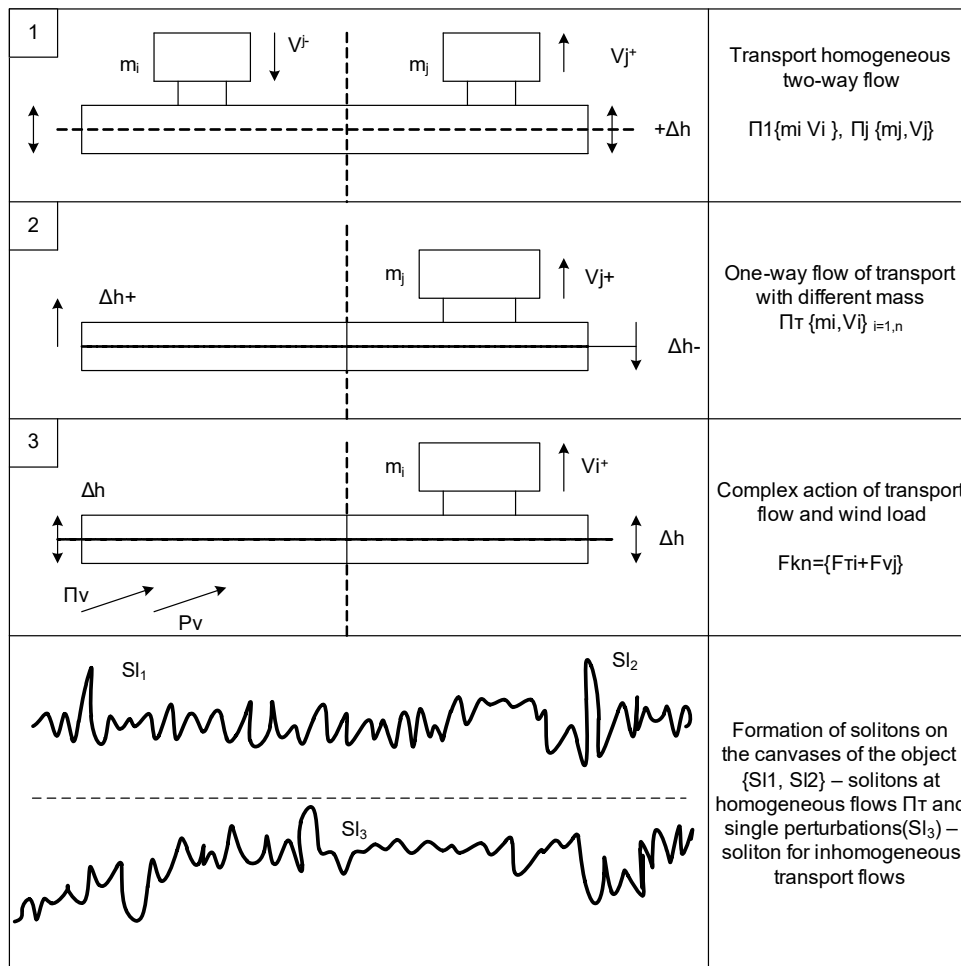 1
mᵢ
Vʲ⁻
mⱼ
Vj⁺
+Δh
Transport homogeneous
two-way flow
Π1{mi Vi }, Πj {mj,Vj}
2
Δh+
mⱼ
Vj+
Δh-
One-way flow of transport
with different mass
Πт {mi,Vi} ᵢ₌₁,ₙ
3
Δh
mᵢ
Vi⁺
Δh
Πv
Pv
Complex action of transport
flow and wind load
Fkn={Fтi+Fvj}
Sl₁
Sl₂
Sl₃
Formation of solitons on
the canvases of the object
{Sl1, Sl2} – solitons at
homogeneous flows Пт and
single perturbations(Sl₃) –
soliton for inhomogeneous
transport flows